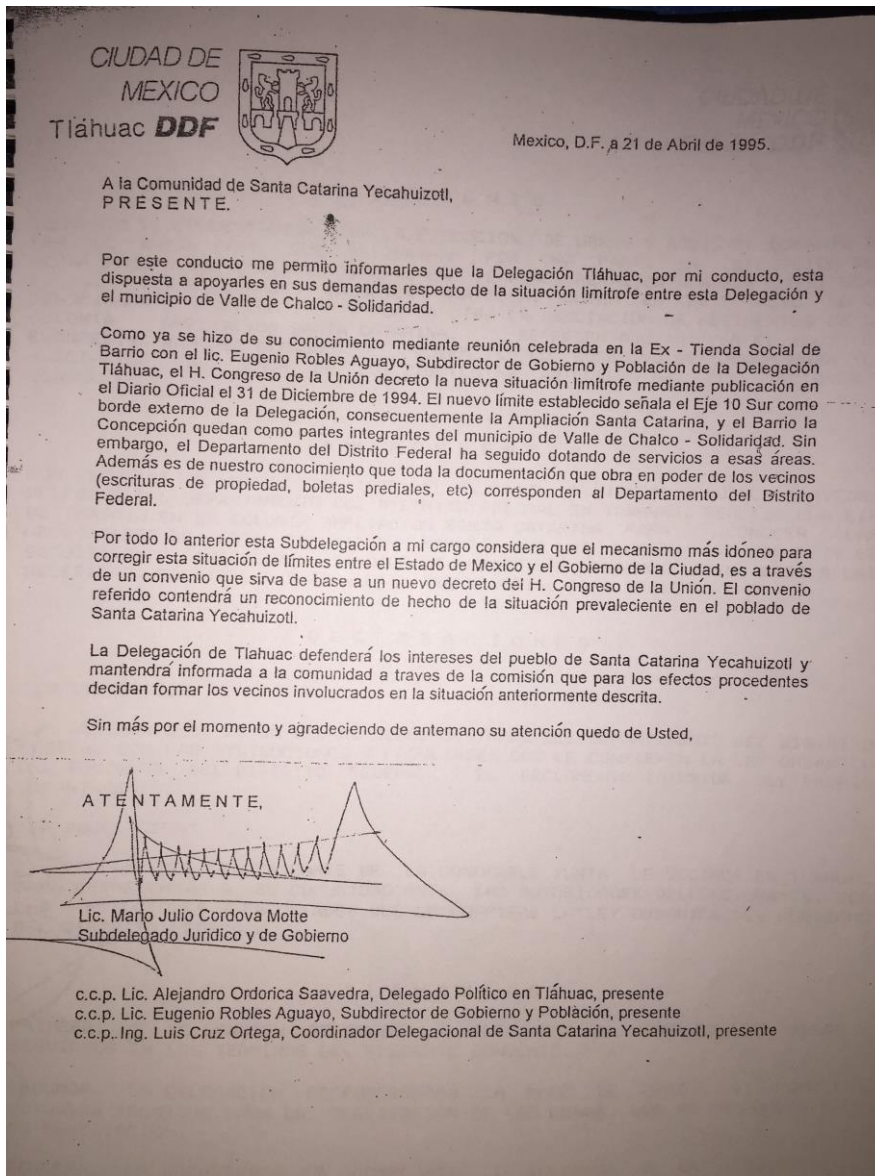 CIUDAD DE
MEXICO
Tláhuac DDF
Mexico, D.F. a 21 de Abril de 1995.
A la Comunidad de Santa Catarina Yecahuizotl,
P R E S E N T E.
Por este conducto me permito informarles que la Delegación Tláhuac, por mi conducto, esta
dispuesta a apoyarles en sus demandas respecto de la situación limítrofe entre esta Delegación y
el municipio de Valle de Chalco - Solidaridad.
Como ya se hizo de su conocimiento mediante reunión celebrada en la Ex - Tienda Social de
Barrio con el lic. Eugenio Robles Aguayo, Subdirector de Gobierno y Población de la Delegación
Tláhuac, el H. Congreso de la Unión decreto la nueva situación limítrofe mediante publicación en
el Diario Oficial el 31 de Diciembre de 1994. El nuevo límite establecido señala el Eje 10 Sur como
borde externo de la Delegación, consecuentemente la Ampliación Santa Catarina, y el Barrio la
Concepción quedan como partes integrantes del municipio de Valle de Chalco - Solidaridad. Sin
embargo, el Departamento del Distrito Federal ha seguido dotando de servicios a esas áreas.
Además es de nuestro conocimiento que toda la documentación que obra en poder de los vecinos
(escrituras de propiedad, boletas prediales, etc) corresponden al Departamento del Distrito
Federal.
Por todo lo anterior esta Subdelegación a mi cargo considera que el mecanismo más idóneo para
corregir esta situación de límites entre el Estado de Mexico y el Gobierno de la Ciudad, es a través
de un convenio que sirva de base a un nuevo decreto del H. Congreso de la Unión. El convenio
referido contendrá un reconocimiento de hecho de la situación prevaleciente en el poblado de
Santa Catarina Yecahuizotl.
La Delegación de Tlahuac defenderá los intereses del pueblo de Santa Catarina Yecahuizotl y
mantendrá informada a la comunidad a traves de la comisión que para los efectos procedentes
decidan formar los vecinos involucrados en la situación anteriormente descrita.
Sin más por el momento y agradeciendo de antemano su atención quedo de Usted,
A T E N T A M E N T E,
Lic. Mario Julio Cordova Motte
Subdelegado Juridico y de Gobierno
c.c.p. Lic. Alejandro Ordorica Saavedra, Delegado Político en Tláhuac, presente
c.c.p. Lic. Eugenio Robles Aguayo, Subdirector de Gobierno y Población, presente
c.c.p. Ing. Luis Cruz Ortega, Coordinador Delegacional de Santa Catarina Yecahuizotl, presente